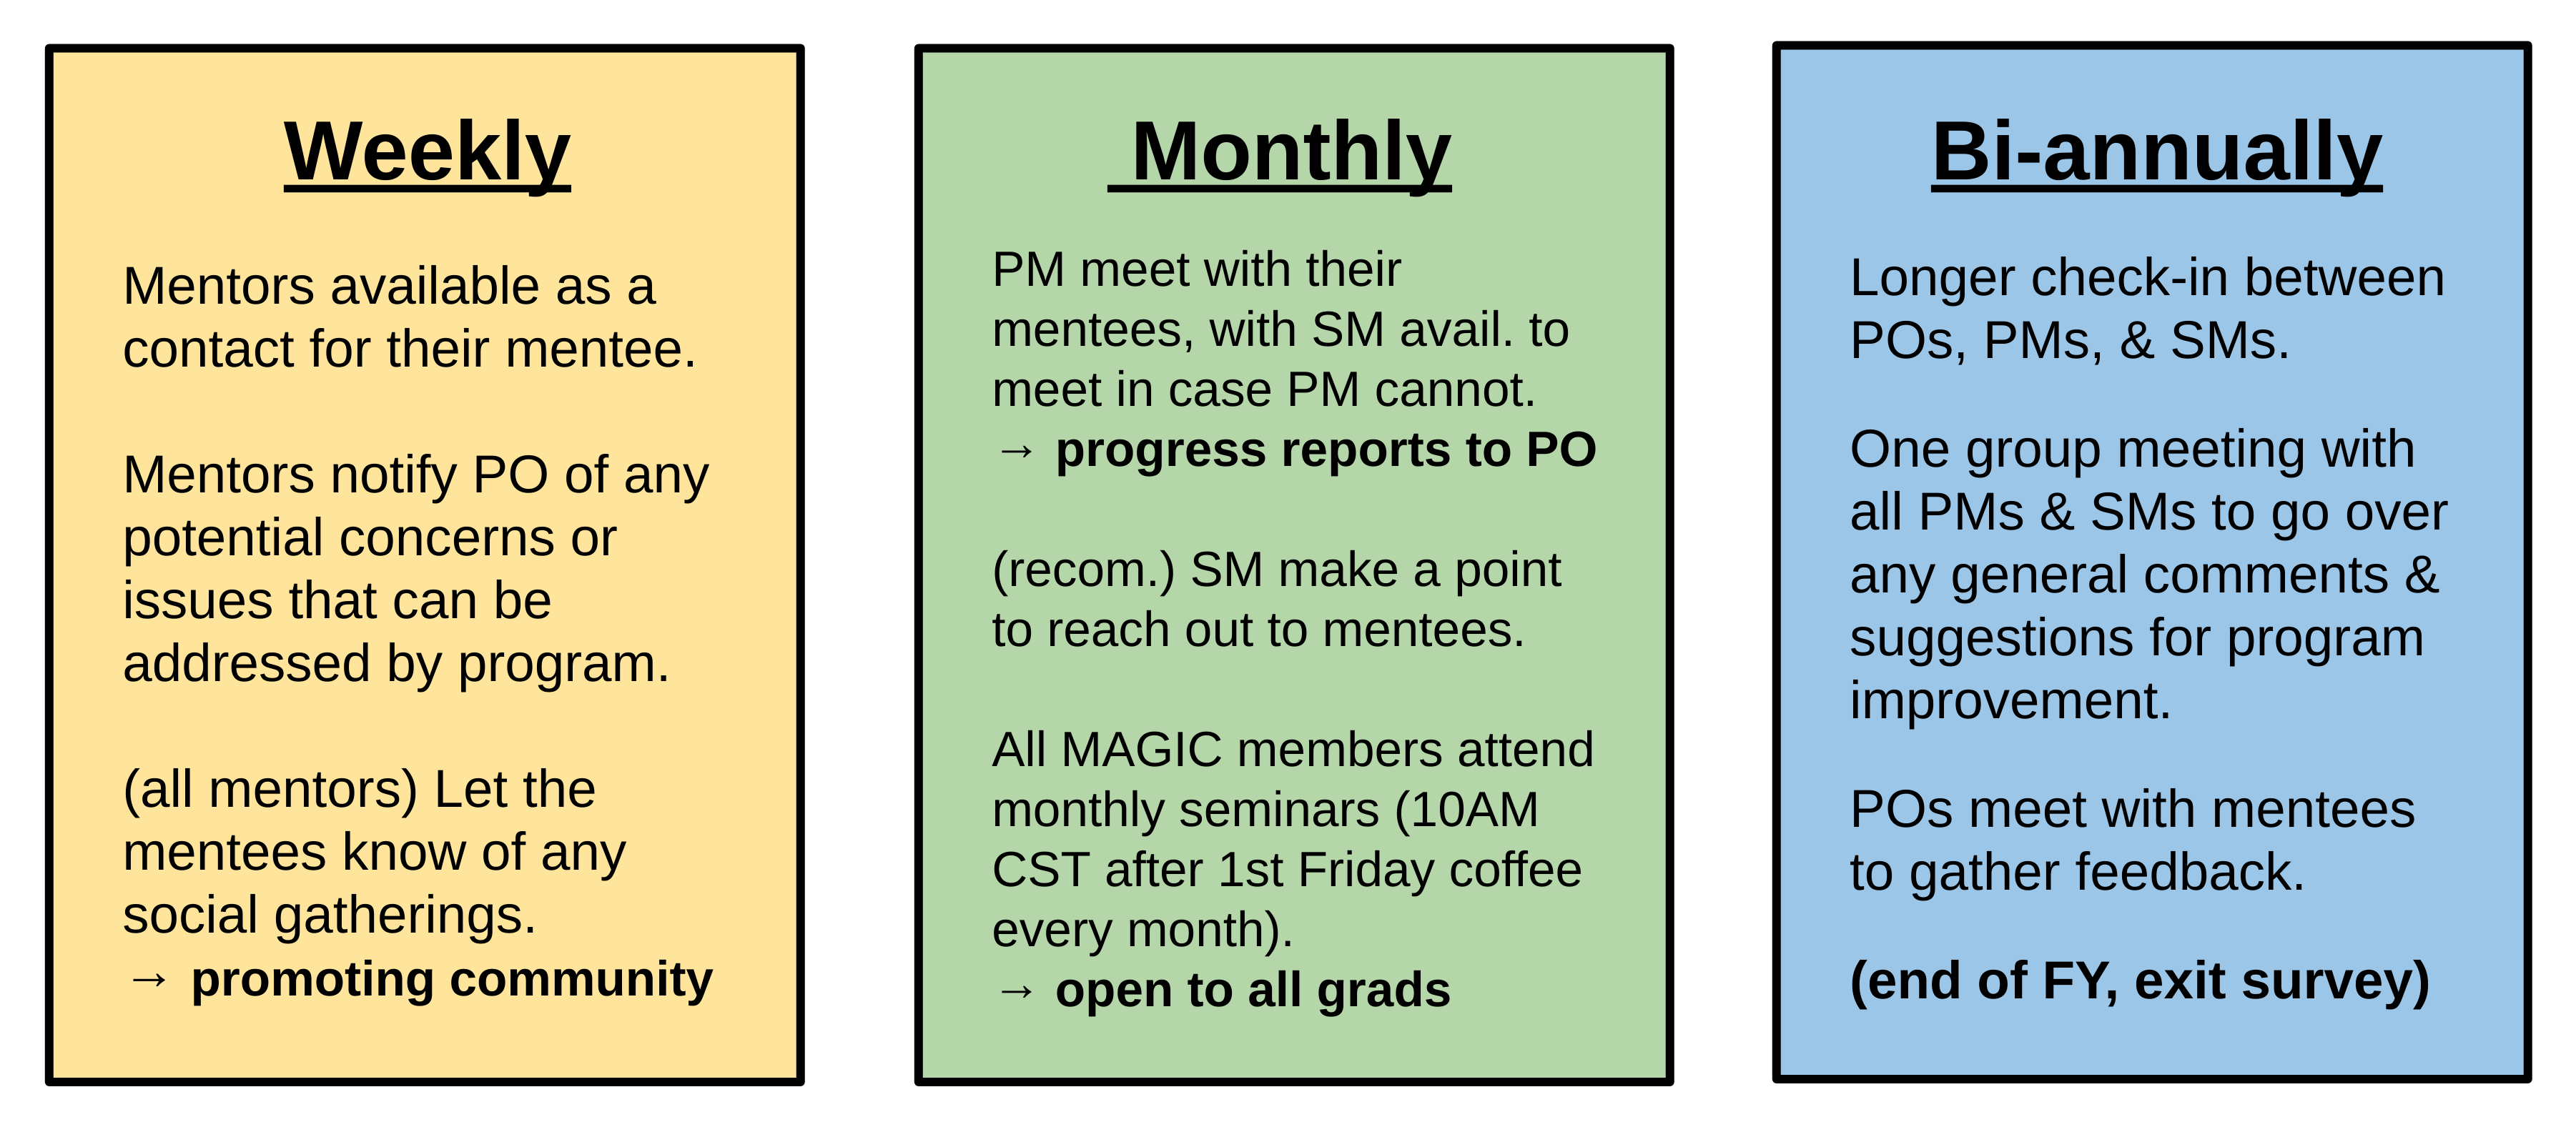 Weekly
Mentors available as a
contact for their mentee.
Mentors notify PO of any
potential concerns or
issues that can be
addressed by program.
(all mentors) Let the
mentees know of any
social gatherings.
→ promoting community
Monthly
PM meet with their
mentees, with SM avail. to
meet in case PM cannot.
→ progress reports to PO
(recom.) SM make a point
to reach out to mentees.
All MAGIC members attend
monthly seminars (10AM
CST after 1st Friday coffee
every month).
→ open to all grads
Bi-annually
Longer check-in between
POs, PMs, & SMs.
One group meeting with
all PMs & SMs to go over
any general comments &
suggestions for program
improvement.
POs meet with mentees
to gather feedback.
(end of FY, exit survey)